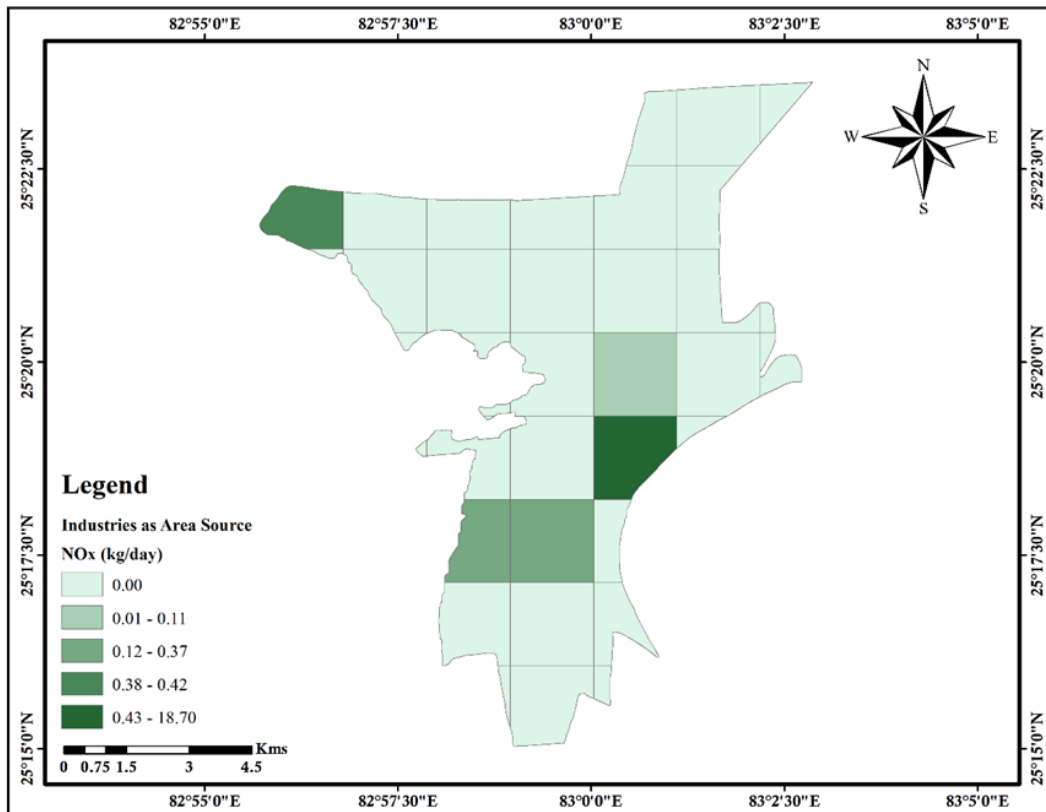 82°55'0"E 82°57'30"E 83°0'0"E 83°2'30"E 83°5'0"E
N
W E
S
25°22'30"N 25°22'30"N
25°20'0"N 25°20'0"N
25°17'30"N 25°17'30"N
25°15'0"N 25°15'0"N
Legend
Industries as Area Source
NOx (kg/day)
0.00
0.01 - 0.11
0.12 - 0.37
0.38 - 0.42
0.43 - 18.70
Kms
0 0.75 1.5 3 4.5
82°55'0"E 82°57'30"E 83°0'0"E 83°2'30"E 83°5'0"E